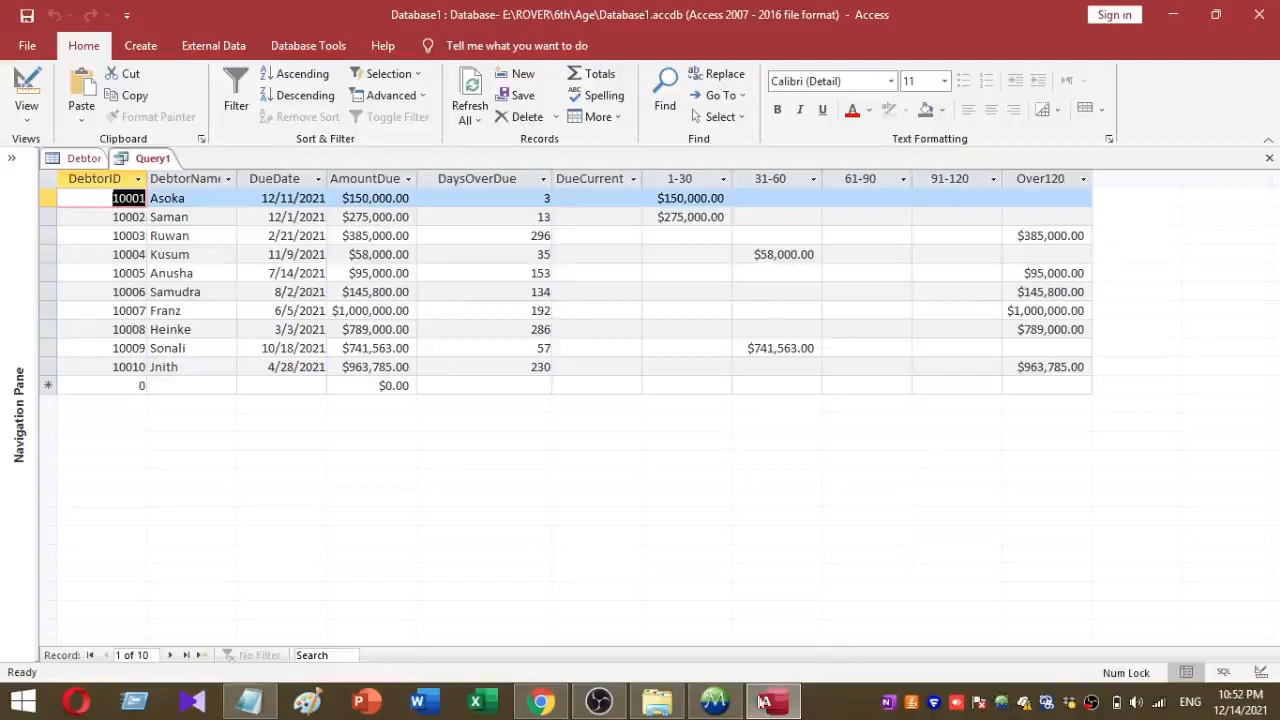 Database1 : Database- E:\ROVER\6th\Age\Database1.accdb (Access 2007 - 2016 file format) - Access
Sign in
File Home Create External Data Database Tools Help Tell me what you want to do
View
Views
Paste
Cut
Copy
Format Painter
Clipboard
Filter
Ascending
Descending
Remove Sort
Selection
Advanced
Toggle Filter
Sort & Filter
Refresh
All
New
Save
Delete
Totals
Spelling
More
Records
Find
Replace
Go To
Select
Find
Calibri (Detail) 11
B I U A
Text Formatting
Debtor Query1
DebtorID DebtorName DueDate AmountDue DaysOverDue DueCurrent 1-30 31-60 61-90 91-120 Over120
10001 Asoka 12/11/2021 $150,000.00 3 $150,000.00
10002 Saman 12/1/2021 $275,000.00 13 $275,000.00
10003 Ruwan 2/21/2021 $385,000.00 296 $385,000.00
10004 Kusum 11/9/2021 $58,000.00 35 $58,000.00
10005 Anusha 7/14/2021 $95,000.00 153 $95,000.00
10006 Samudra 8/2/2021 $145,800.00 134 $145,800.00
10007 Franz 6/5/2021 $1,000,000.00 192 $1,000,000.00
10008 Heinke 3/3/2021 $789,000.00 286 $789,000.00
10009 Sonali 10/18/2021 $741,563.00 57 $741,563.00
10010 Jnith 4/28/2021 $963,785.00 230 $963,785.00
0 $0.00
Navigation Pane
Record: 1 of 10 No Filter Search
Ready
Num Lock
SQL
ENG
10:52 PM
12/14/2021